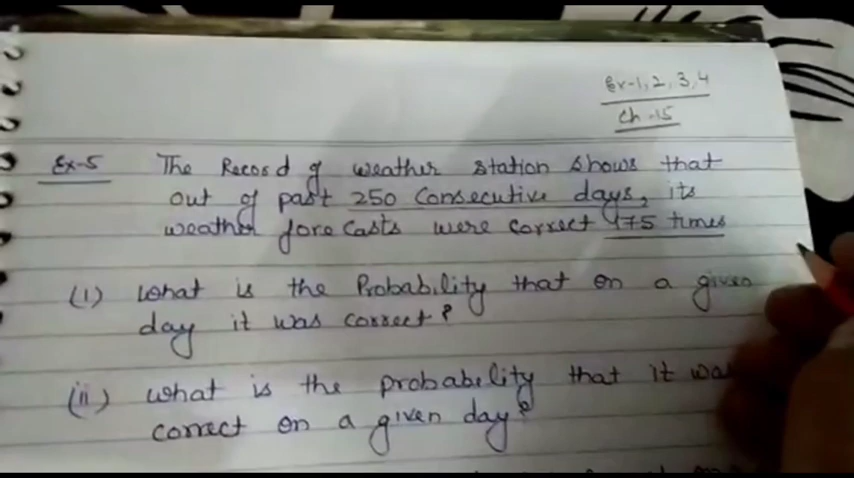 Ex-1,2,3,4
Ch-15
Ex-5 The Record of weather station shows that
out of past 250 consecutive days, its
weather forecasts were correct 175 times
(i) what is the Probability that on a given
day it was correct?
(ii) what is the probability that it was
correct on a given day?